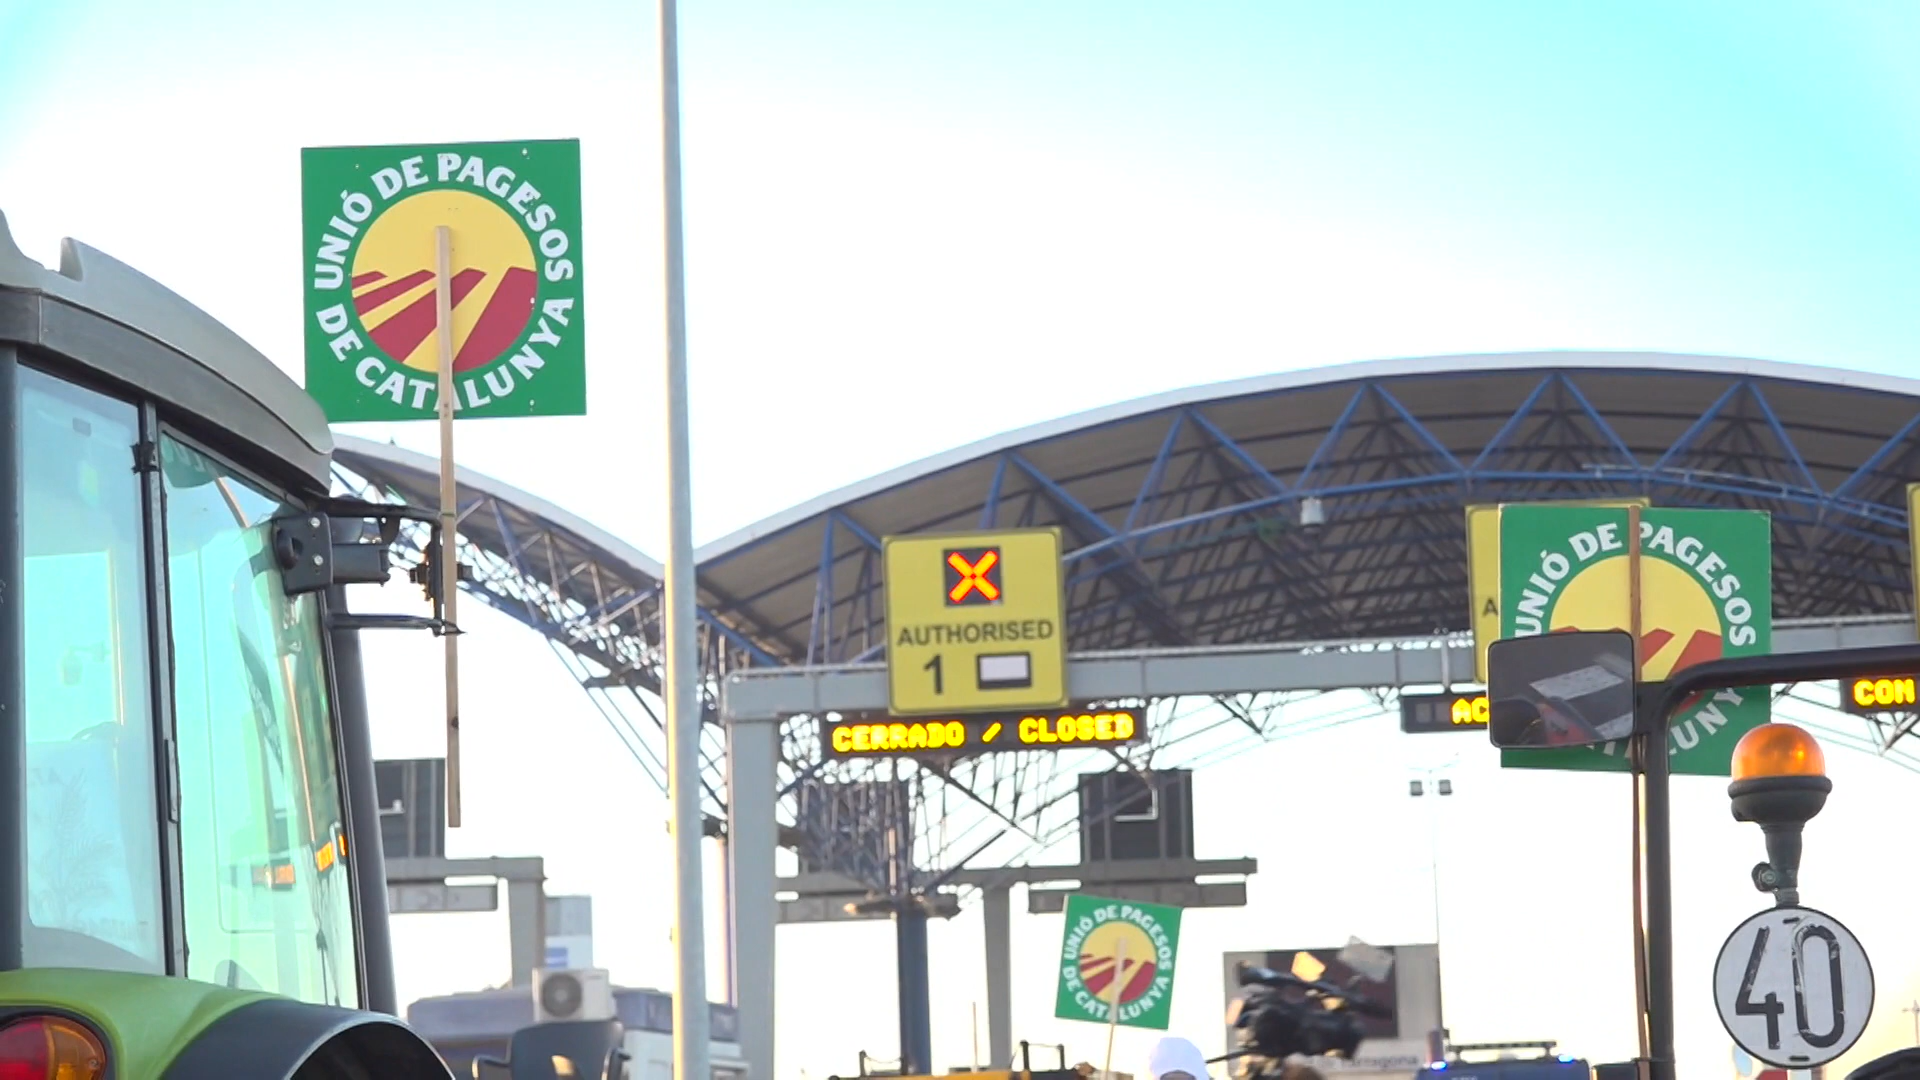 UNIÓ DE PAGESOS
DE CATALUNYA
AUTHORISED
1
CERRADO / CLOSED
A
AC
UNIÓ DE PAGESOS
CON
UNIÓ DE PAGESOS
DE CATALUNYA
40